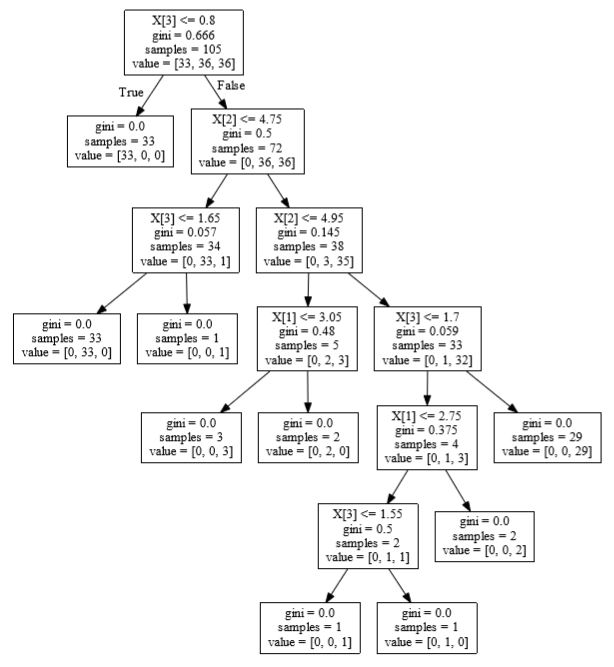 X[3] <= 0.8
gini = 0.666
samples = 105
value = [33, 36, 36]
True
False
gini = 0.0
samples = 33
value = [33, 0, 0]
X[2] <= 4.75
gini = 0.5
samples = 72
value = [0, 36, 36]
X[3] <= 1.65
gini = 0.057
samples = 34
value = [0, 33, 1]
X[2] <= 4.95
gini = 0.145
samples = 38
value = [0, 3, 35]
gini = 0.0
samples = 33
value = [0, 33, 0]
gini = 0.0
samples = 1
value = [0, 0, 1]
X[1] <= 3.05
gini = 0.48
samples = 5
value = [0, 2, 3]
X[3] <= 1.7
gini = 0.059
samples = 33
value = [0, 1, 32]
gini = 0.0
samples = 3
value = [0, 0, 3]
gini = 0.0
samples = 2
value = [0, 2, 0]
X[1] <= 2.75
gini = 0.375
samples = 4
value = [0, 1, 3]
gini = 0.0
samples = 29
value = [0, 0, 29]
X[3] <= 1.55
gini = 0.5
samples = 2
value = [0, 1, 1]
gini = 0.0
samples = 2
value = [0, 0, 2]
gini = 0.0
samples = 1
value = [0, 0, 1]
gini = 0.0
samples = 1
value = [0, 1, 0]